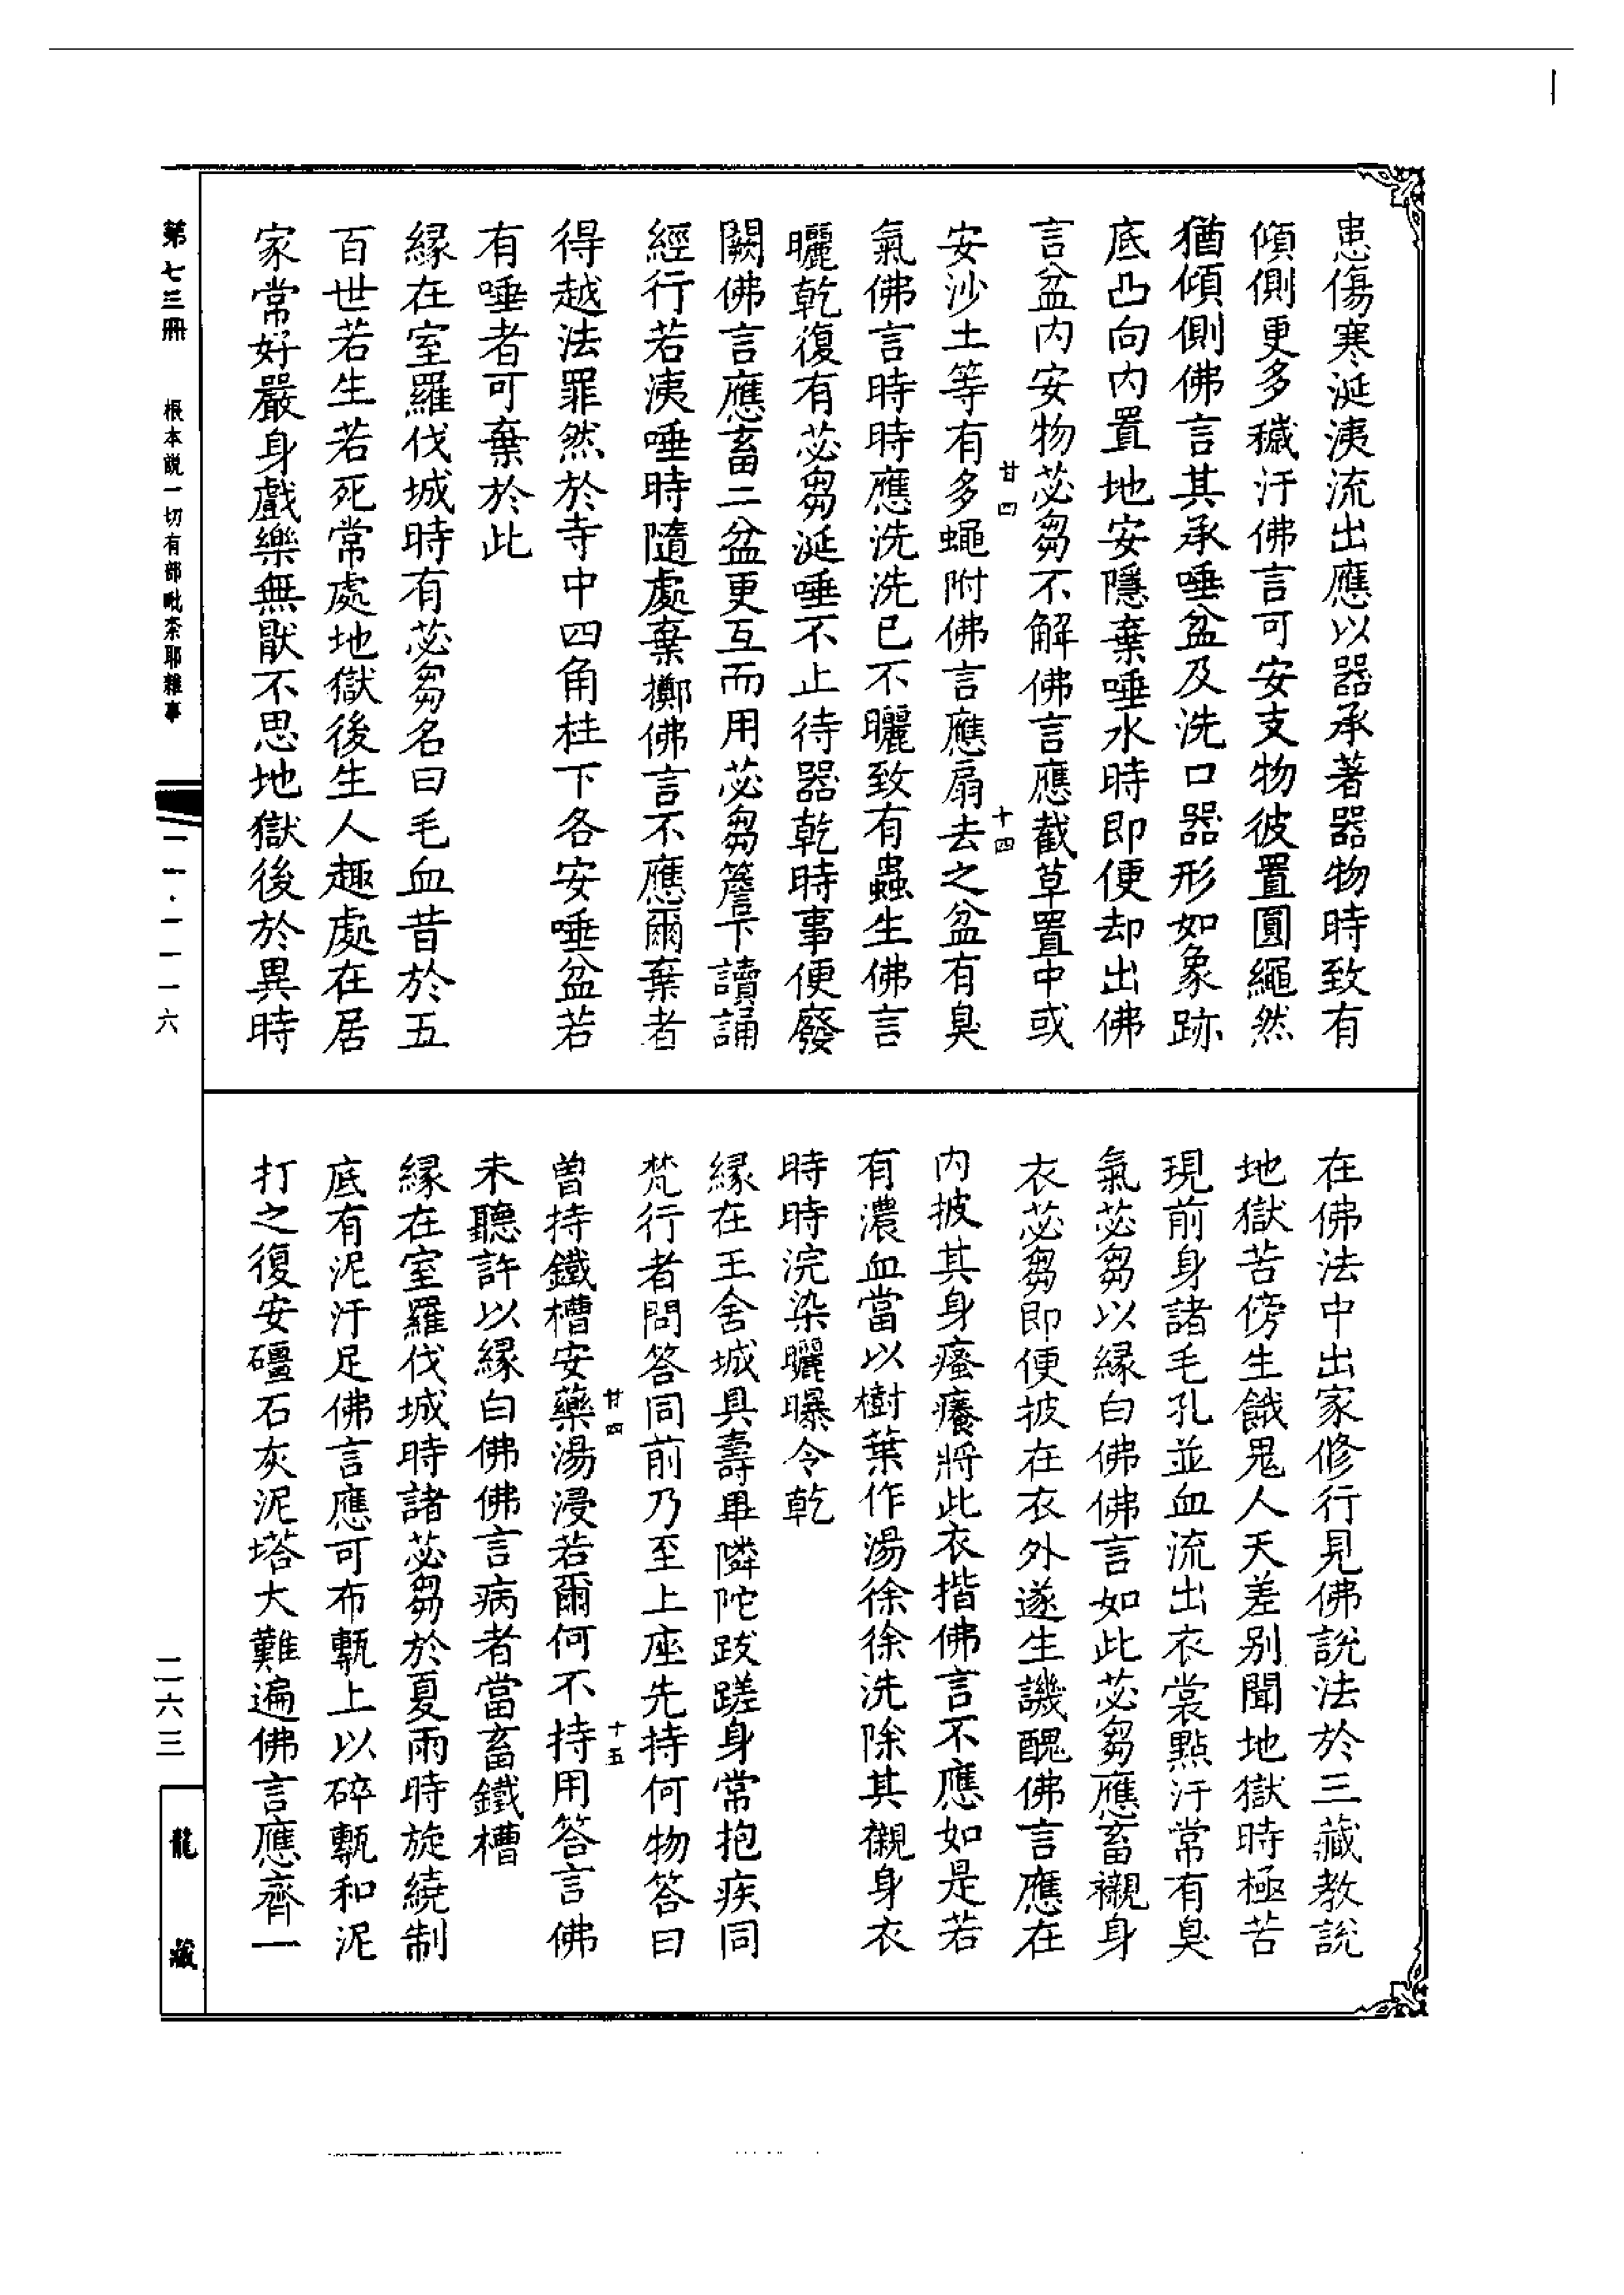 患傷寒涎洟流出應以器承著器物時致有
傾側更多穢汙佛言可安支物彼置圓繩然
猶傾側佛言其承唾盆及洗口器形如象跡
底凸向内置地安隱棄唾水時即便却出佛
言盆内安物苾芻不解佛言應截草置中或
甘四
十四
安沙土等有多蠅附佛言應扇去之盆有臭
氣佛言時時應洗洗已不曬致有蟲生佛言
曬乾復有苾芻涎唾不止待器乾時事便廢
闕佛言應畜二盆更互而用苾芻簷下讀誦
經行若洟唾時隨處棄擲佛言不應爾棄者
得越法罪然於寺中四角柱下各安唾盆若
有唾者可棄於此
緣在室羅伐城時有苾芻名曰毛血昔於五
百世若生若死常處地獄後生人趣處在居
家常好嚴身戲樂無猒不思地獄後於異時
在佛法中出家修行見佛說法於三藏教說
地獄苦傍生餓鬼人天差别聞地獄時極苦
現前身諸毛孔並血流出衣裳點汙常有臭
氣苾芻以緣白佛佛言如此苾芻應畜襯身
衣苾芻即便披在衣外遂生譏醜佛言應在
内披其身瘙癢將此衣揩佛言不應如是若
有濃血當以樹葉作湯徐徐洗除其襯身衣
時時浣染曬曝令乾
緣在王舍城具壽畢隣陀跋蹉身常抱疾同
梵行者問答同前乃至上座先持何物答曰
甘四
十五
曾持鐵槽安藥湯浸若爾何不持用答言佛
未聽許以緣白佛佛言病者當畜鐵槽
緣在室羅伐城時諸苾芻於夏雨時旋繞制
底有泥汙足佛言應可布甎上以碎甎和泥
打之復安礓石灰泥塔大難遍佛言應齊一
第七三冊
根本說一切有部毗柰耶雜事
一一·一一一六
二六三
龍藏